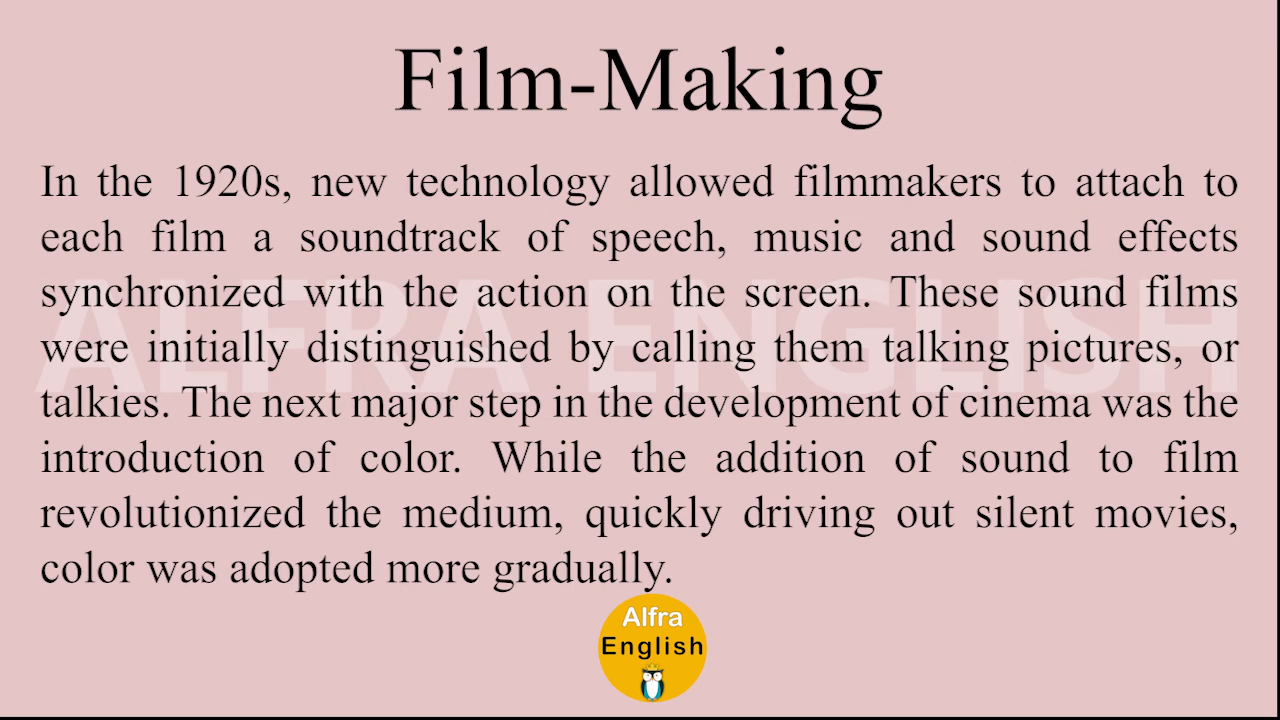 Film-Making
In the 1920s, new technology allowed filmmakers to attach to
each film a soundtrack of speech, music and sound effects
synchronized with the action on the screen. These sound films
were initially distinguished by calling them talking pictures, or
talkies. The next major step in the development of cinema was the
introduction of color. While the addition of sound to film
revolutionized the medium, quickly driving out silent movies,
color was adopted more gradually.
ALFRA ENGLISH
Alfra
English